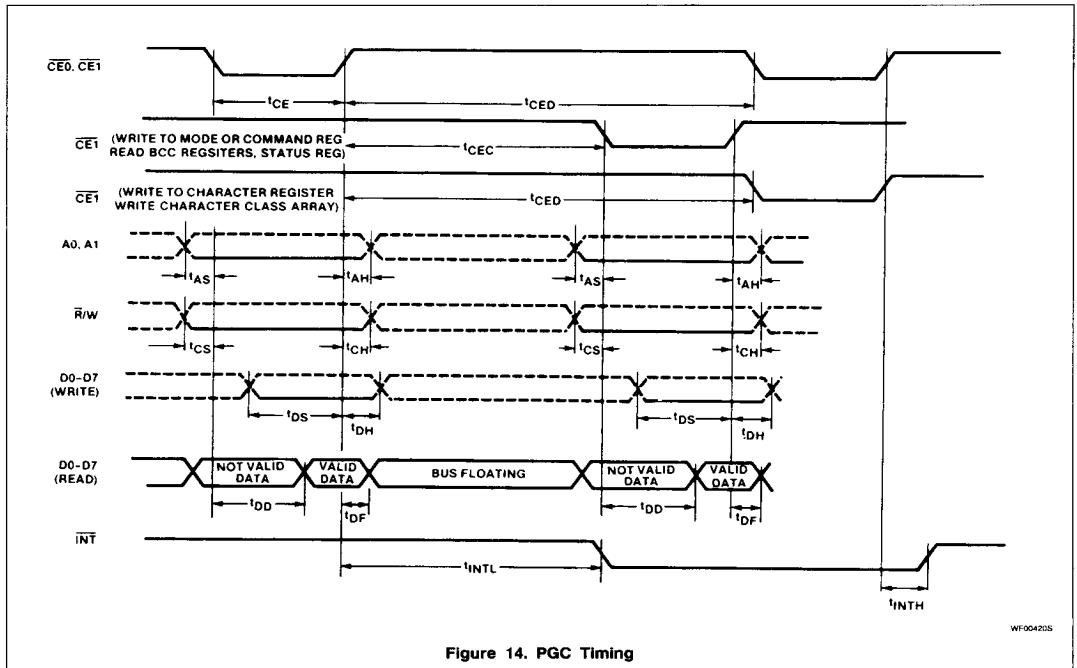 CE0, CE1
tCE
tCED
CE1
(WRITE TO MODE OR COMMAND REG
READ BCC REGSITERS, STATUS REG)
tCEC
CE1
(WRITE TO CHARACTER REGISTER
WRITE CHARACTER CLASS ARRAY)
tCED
A0, A1
tAS
tAH
tAS
tAH
R/W
tCS
tCH
tCS
tCH
D0-D7
(WRITE)
tDS
tDH
tDS
tDH
D0-D7
(READ)
NOT VALID
DATA
VALID
DATA
BUS FLOATING
NOT VALID
DATA
VALID
DATA
tDD
tDF
tDD
tDF
INT
tINTL
tINTH
WF00420S
Figure 14. PGC Timing